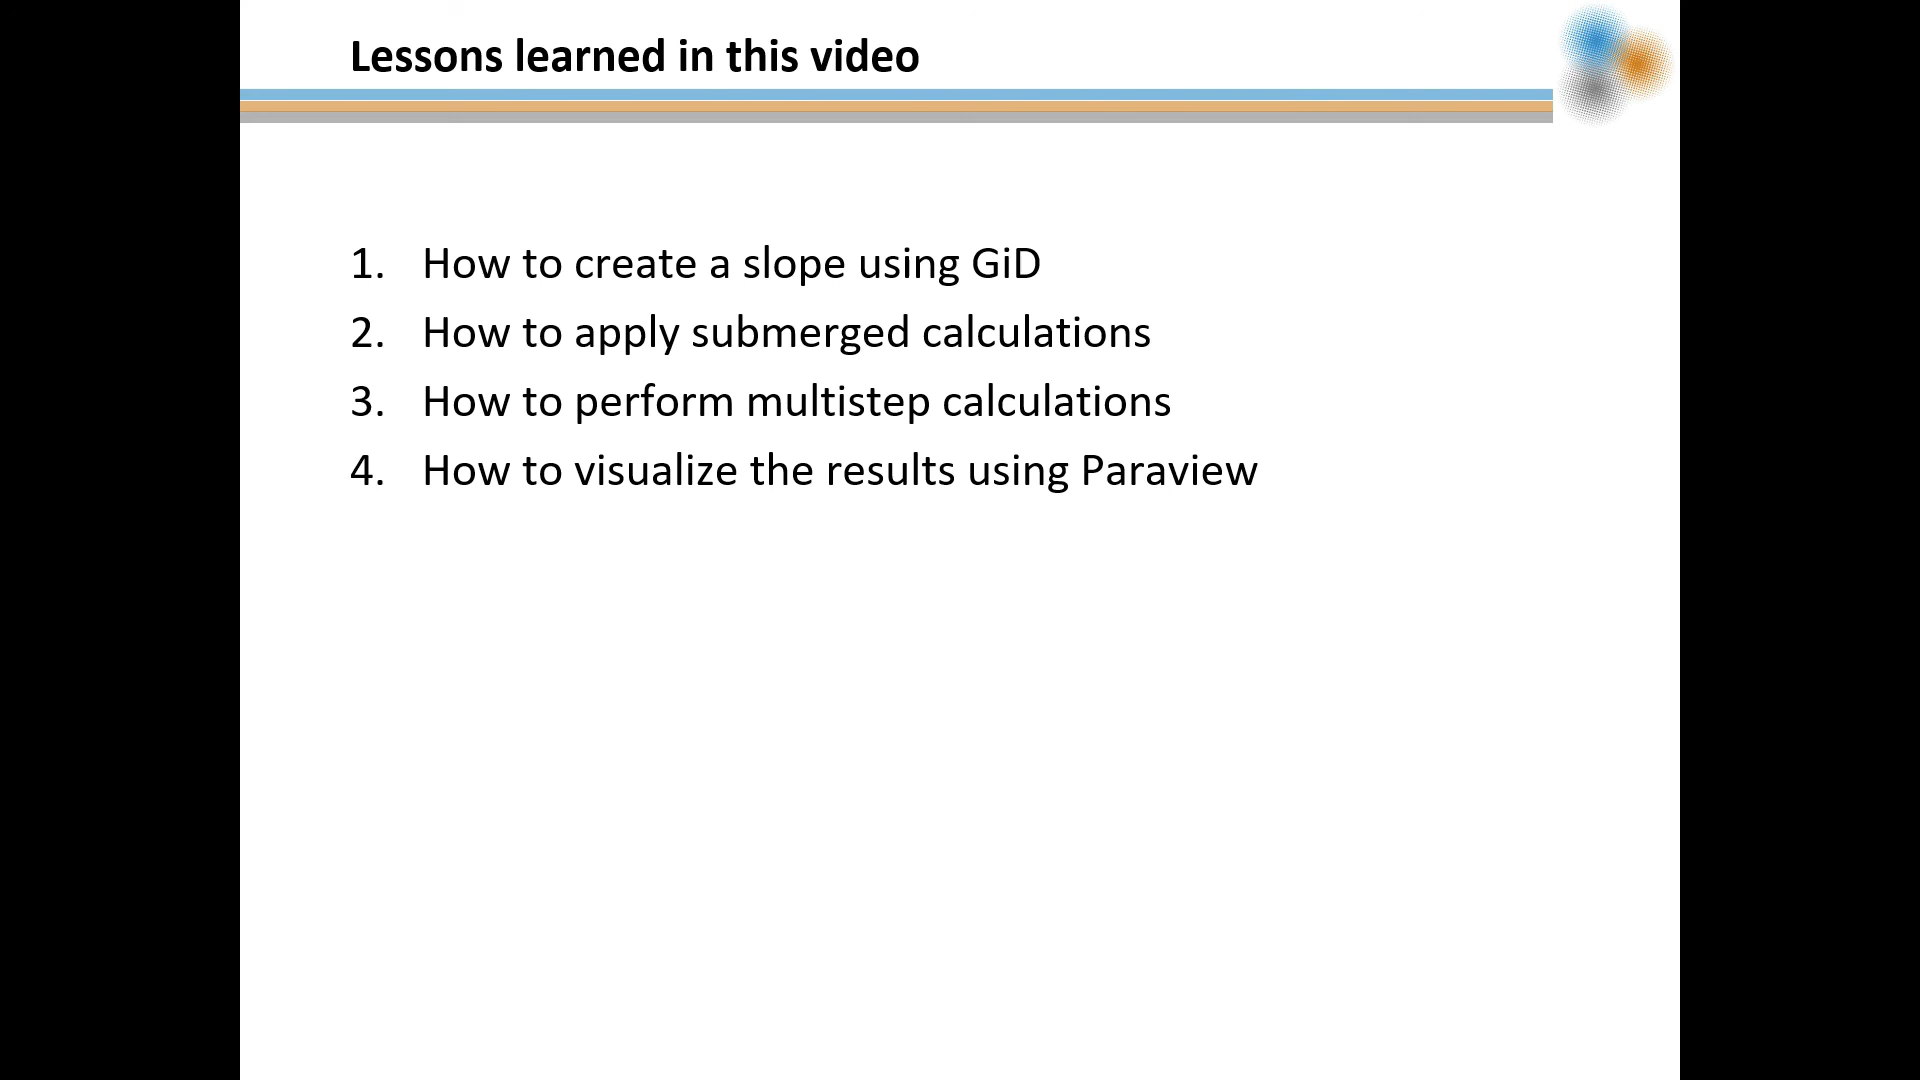 Lessons learned in this video
1. How to create a slope using GiD
2. How to apply submerged calculations
3. How to perform multistep calculations
4. How to visualize the results using Paraview